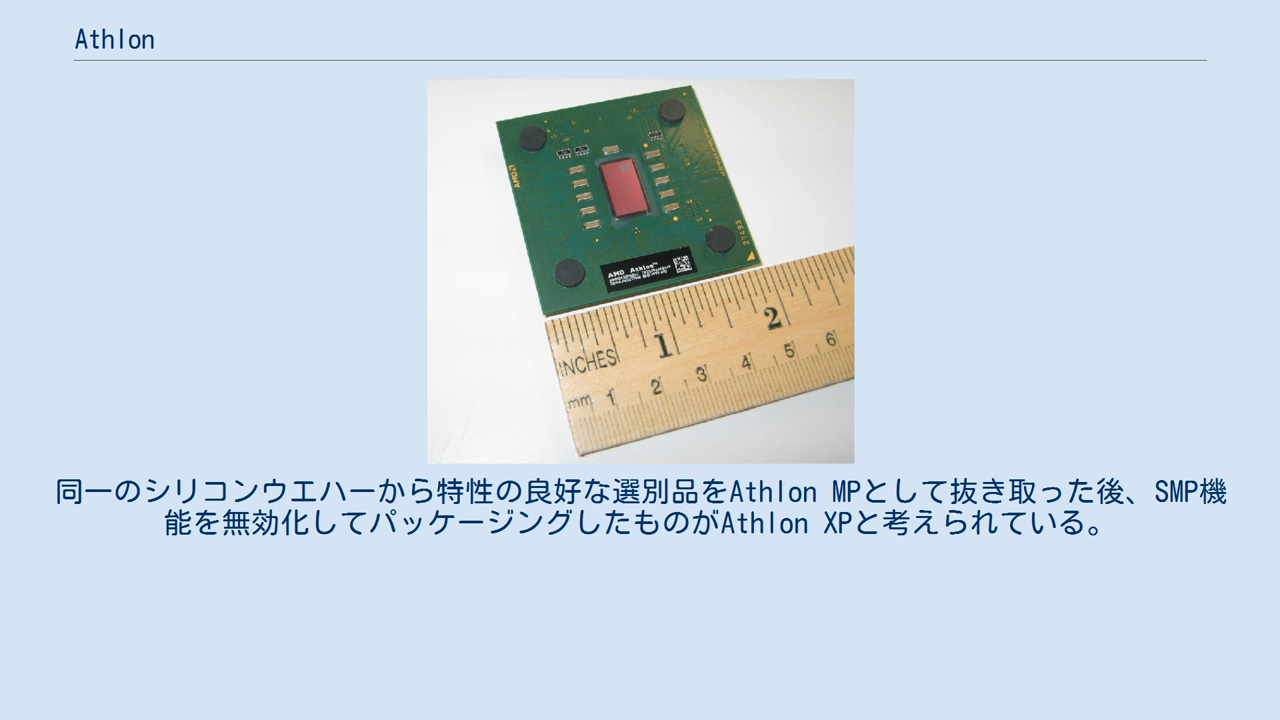 Athlon
AMD
AMD Athlon™
27493
INCHES
1
2
mm
1
2
3
4
5
6
同一のシリコンウエハーから特性の良好な選別品をAthlon MPとして抜き取った後、SMP機
能を無効化してパッケージングしたものがAthlon XPと考えられている。